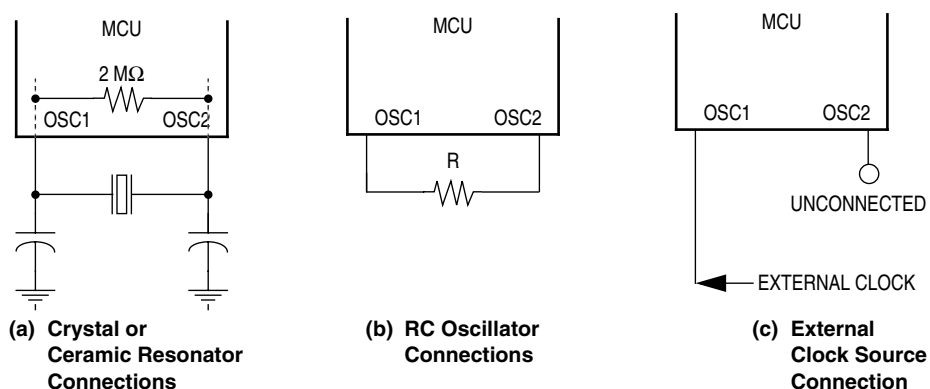 MCU
2 MΩ
OSC1
OSC2
(a) Crystal or
Ceramic Resonator
Connections
MCU
OSC1
OSC2
R
(b) RC Oscillator
Connections
MCU
OSC1
OSC2
UNCONNECTED
EXTERNAL CLOCK
(c) External
Clock Source
Connection